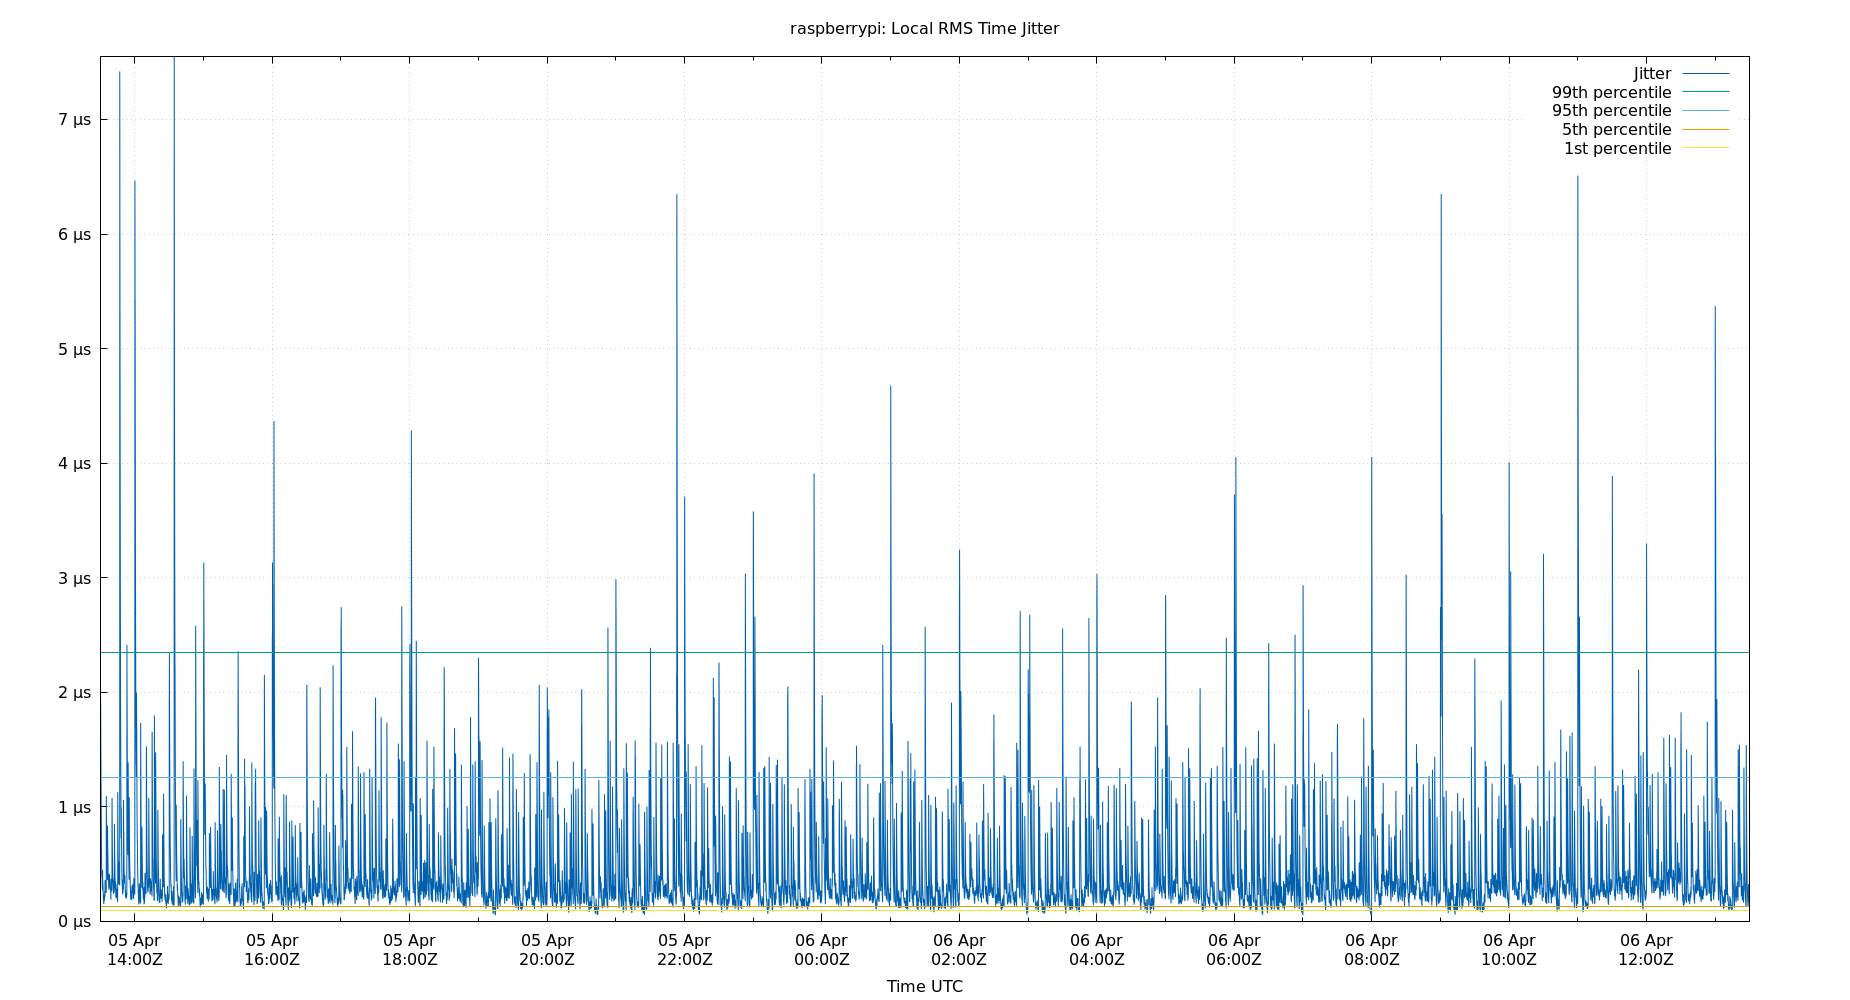 raspberrypi: Local RMS Time Jitter
Jitter
99th percentile
95th percentile
5th percentile
1st percentile
7 µs
6 µs
5 µs
4 µs
3 µs
2 µs
1 µs
0 µs
05 Apr 05 Apr 05 Apr 05 Apr 05 Apr 06 Apr 06 Apr 06 Apr 06 Apr 06 Apr 06 Apr 06 Apr
14:00Z 16:00Z 18:00Z 20:00Z 22:00Z 00:00Z 02:00Z 04:00Z 06:00Z 08:00Z 10:00Z 12:00Z
Time UTC